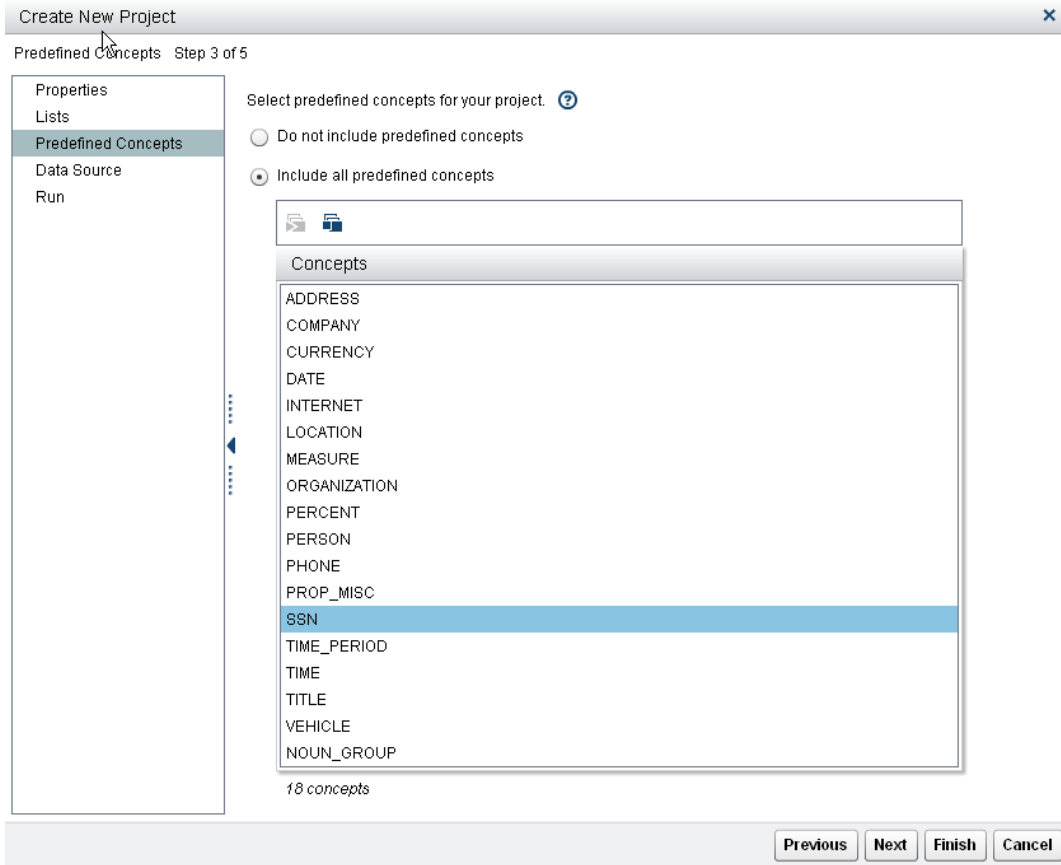 Create New Project
Predefined Concepts Step 3 of 5
Properties
Lists
Predefined Concepts
Data Source
Run
Select predefined concepts for your project.
Do not include predefined concepts
Include all predefined concepts
Concepts
ADDRESS
COMPANY
CURRENCY
DATE
INTERNET
LOCATION
MEASURE
ORGANIZATION
PERCENT
PERSON
PHONE
PROP_MISC
SSN
TIME_PERIOD
TIME
TITLE
VEHICLE
NOUN_GROUP
18 concepts
Previous Next Finish Cancel